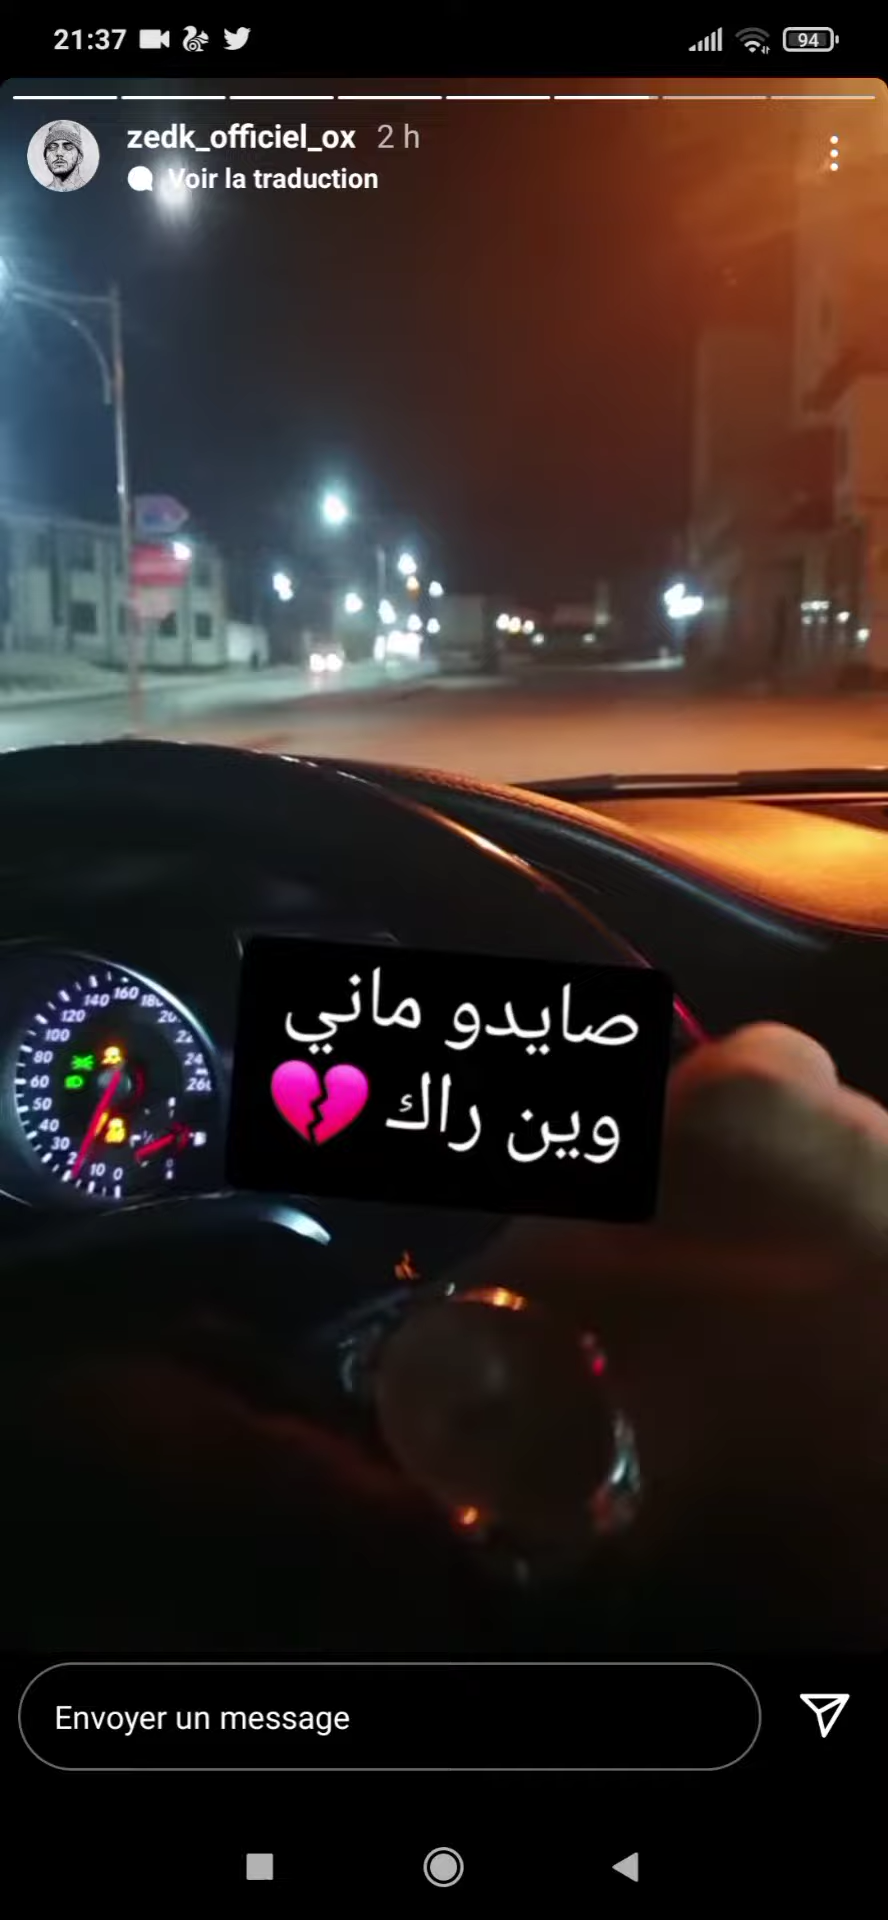 21:37
94
zedk_officiel_ox 2 h
Voir la traduction
صايدو ماني
وين راك 💔
Envoyer un message